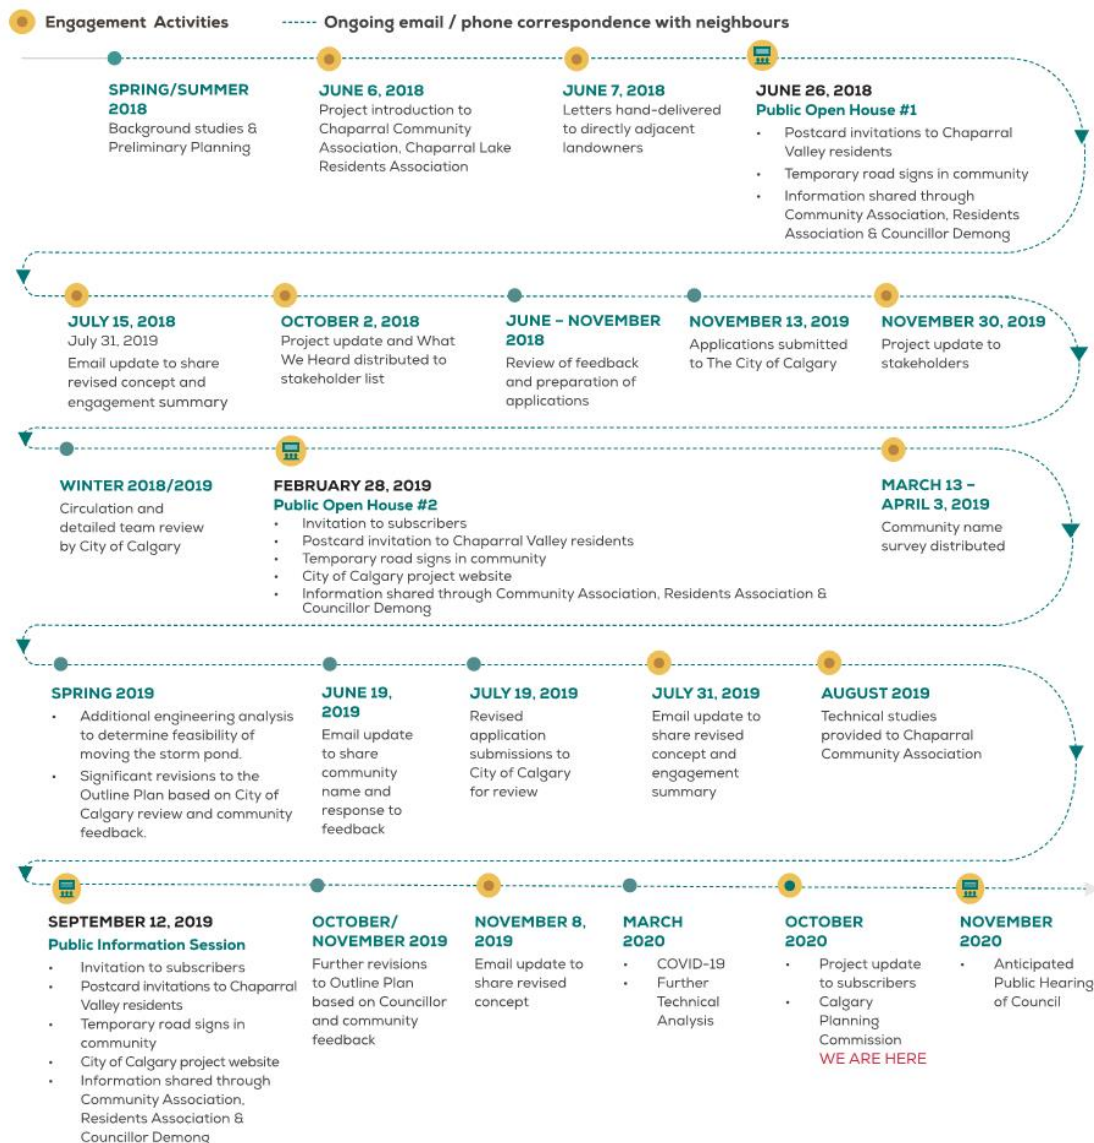 Engagement Activities
Ongoing email / phone correspondence with neighbours
SPRING/SUMMER
2018
Background studies &
Preliminary Planning
JUNE 6, 2018
Project introduction to
Chaparral Community
Association, Chaparral Lake
Residents Association
JUNE 7, 2018
Letters hand-delivered
to directly adjacent
landowners
JUNE 26, 2018
Public Open House #1
• Postcard invitations to Chaparral
Valley residents
• Temporary road signs in community
• Information shared through
Community Association, Residents
Association & Councillor Demong
JULY 15, 2018
July 31, 2019
Email update to share
revised concept and
engagement summary
OCTOBER 2, 2018
Project update and What
We Heard distributed to
stakeholder list
JUNE – NOVEMBER
2018
Review of feedback
and preparation of
applications
NOVEMBER 13, 2019
Applications submitted
to The City of Calgary
NOVEMBER 30, 2019
Project update to
stakeholders
WINTER 2018/2019
Circulation and
detailed team review
by City of Calgary
FEBRUARY 28, 2019
Public Open House #2
• Invitation to subscribers
• Postcard invitation to Chaparral Valley residents
• Temporary road signs in community
• City of Calgary project website
• Information shared through Community Association, Residents Association &
Councillor Demong
MARCH 13 –
APRIL 3, 2019
Community name
survey distributed
SPRING 2019
• Additional engineering analysis
to determine feasibility of
moving the storm pond.
• Significant revisions to the
Outline Plan based on City of
Calgary review and community
feedback.
JUNE 19,
2019
Email update
to share
community
name and
response to
feedback
JULY 19, 2019
Revised
application
submissions to
City of Calgary
for review
JULY 31, 2019
Email update to
share revised
concept and
engagement
summary
AUGUST 2019
Technical studies
provided to Chaparral
Community Association
SEPTEMBER 12, 2019
Public Information Session
• Invitation to subscribers
• Postcard invitations to Chaparral
Valley residents
• Temporary road signs in
community
• City of Calgary project website
• Information shared through
Community Association,
Residents Association &
Councillor Demong
OCTOBER/
NOVEMBER 2019
Further revisions
to Outline Plan
based on Councillor
and community
feedback
NOVEMBER 8,
2019
Email update to
share revised
concept
MARCH
2020
• COVID-19
• Further
Technical
Analysis
OCTOBER
2020
• Project update
to subscribers
• Calgary
Planning
Commission
WE ARE HERE
NOVEMBER
2020
• Anticipated
Public Hearing
of Council